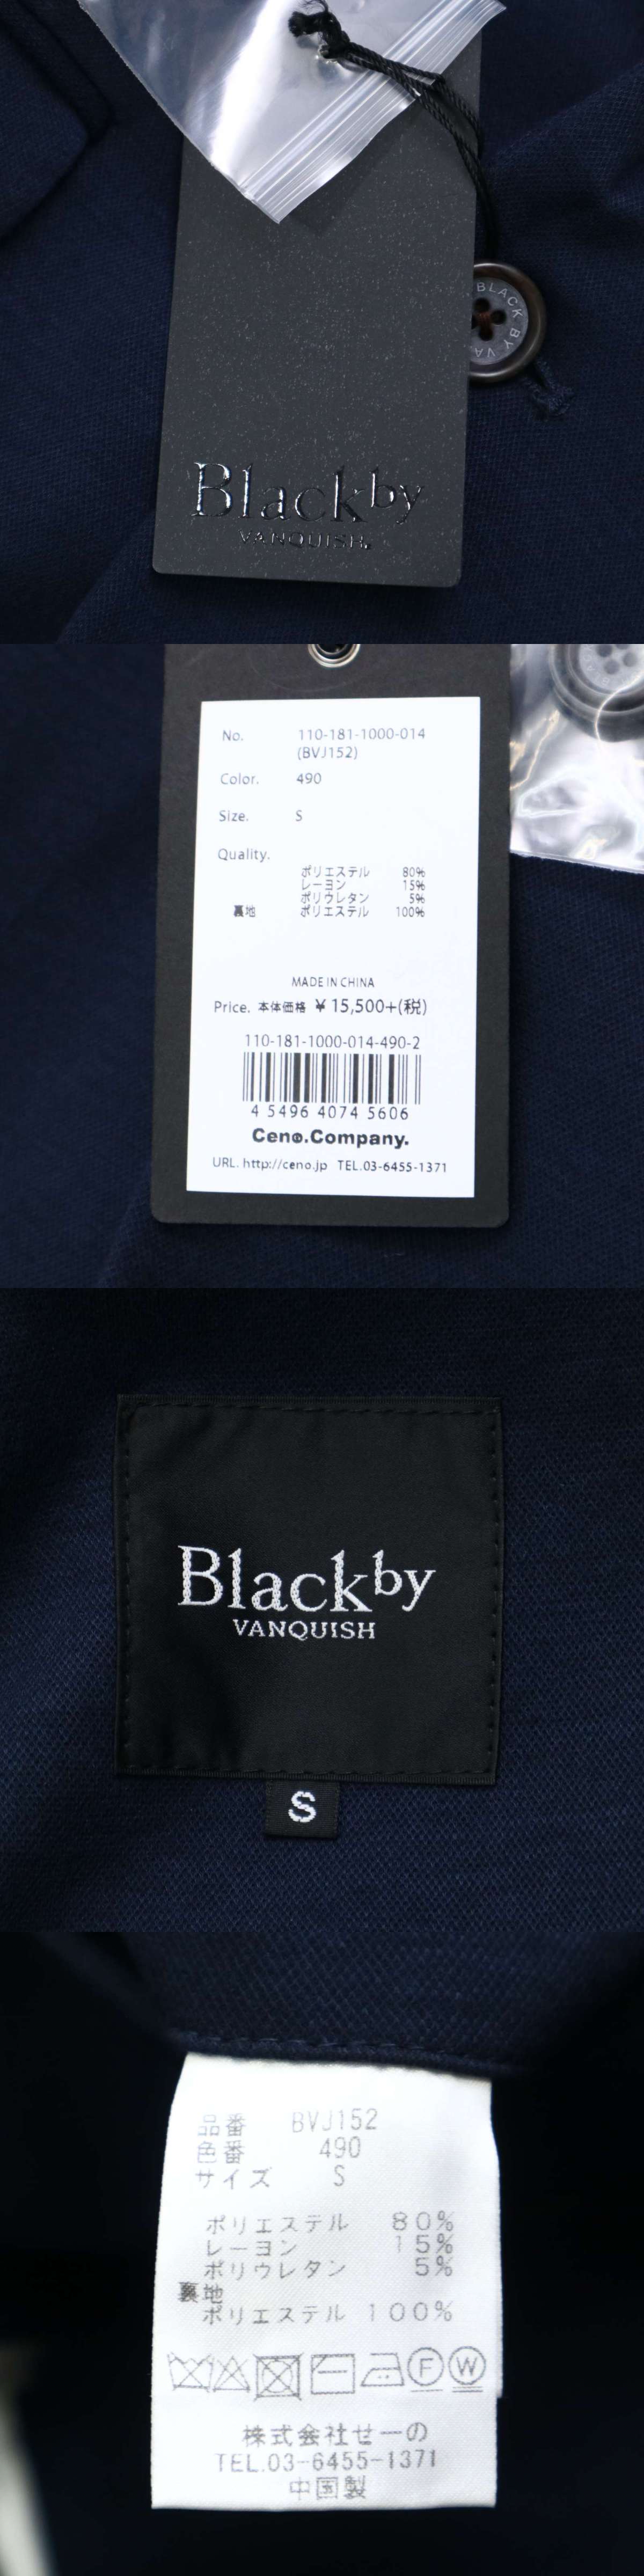 BLACK BY VA
Blackby
VANQUISH.
No. 110-181-1000-014
(BVJ152)
Color. 490
Size. S
Quality.
ポリエステル 80%
レーヨン 15%
ポリウレタン 5%
裏地 ポリエステル 100%
MADE IN CHINA
Price. 本体価格 ¥ 15,500+(税)
110-181-1000-014-490-2
4 5496 4074 5606
Ceno.Company.
URL. http://ceno.jp TEL.03-6455-1371
Blackby
VANQUISH
S
品番 BVJ152
色番 490
サイズ S
ポリエステル 80%
レーヨン 15%
ポリウレタン 5%
裏地
ポリエステル 100%
F W
株式会社せーの
TEL.03-6455-1371
中国製